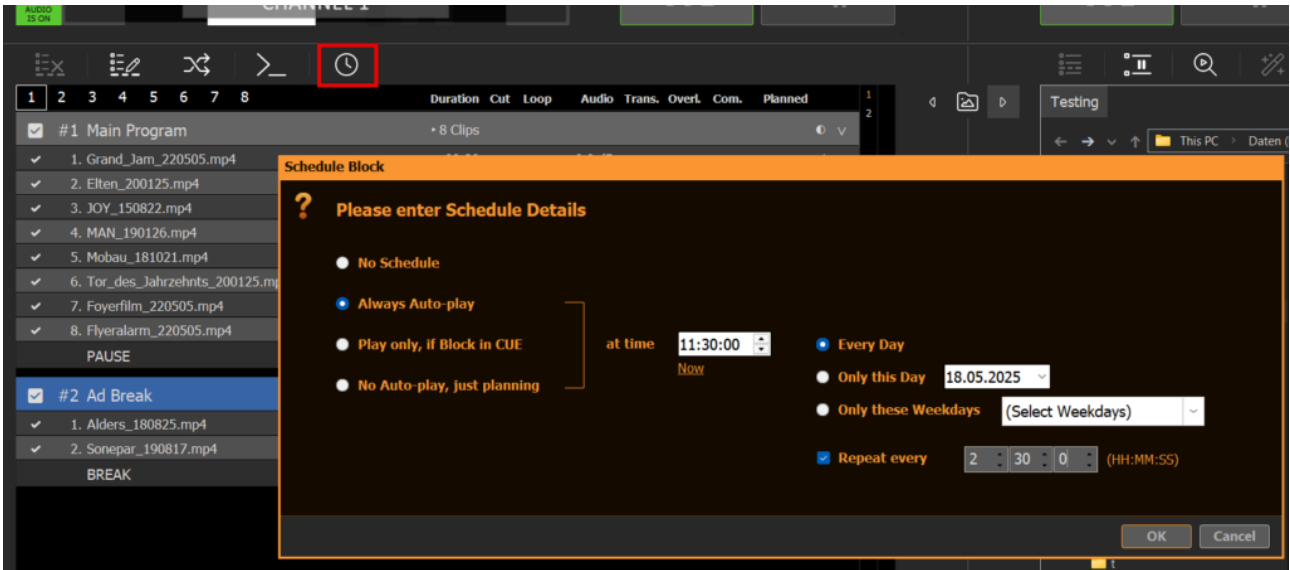 AUDIO
IS ON
CHANNEL 1
1 2 3 4 5 6 7 8
Duration Cut Loop Audio Trans. Overl. Com. Planned
1
2
Testing
#1 Main Program
• 8 Clips
This PC > Daten (
1. Grand_Jam_220505.mp4
2. Elten_200125.mp4
3. JOY_150822.mp4
4. MAN_190126.mp4
5. Mobau_181021.mp4
6. Tor_des_Jahrzehnts_200125.mp
7. Foyerfilm_220505.mp4
8. Flyeralarm_220505.mp4
PAUSE
#2 Ad Break
1. Alders_180825.mp4
2. Sonepar_190817.mp4
BREAK
Schedule Block
? Please enter Schedule Details
No Schedule
Always Auto-play
Play only, if Block in CUE
No Auto-play, just planning
at time 11:30:00
Now
Every Day
Only this Day 18.05.2025
Only these Weekdays (Select Weekdays)
Repeat every 2 : 30 : 0 : (HH:MM:SS)
OK Cancel
t